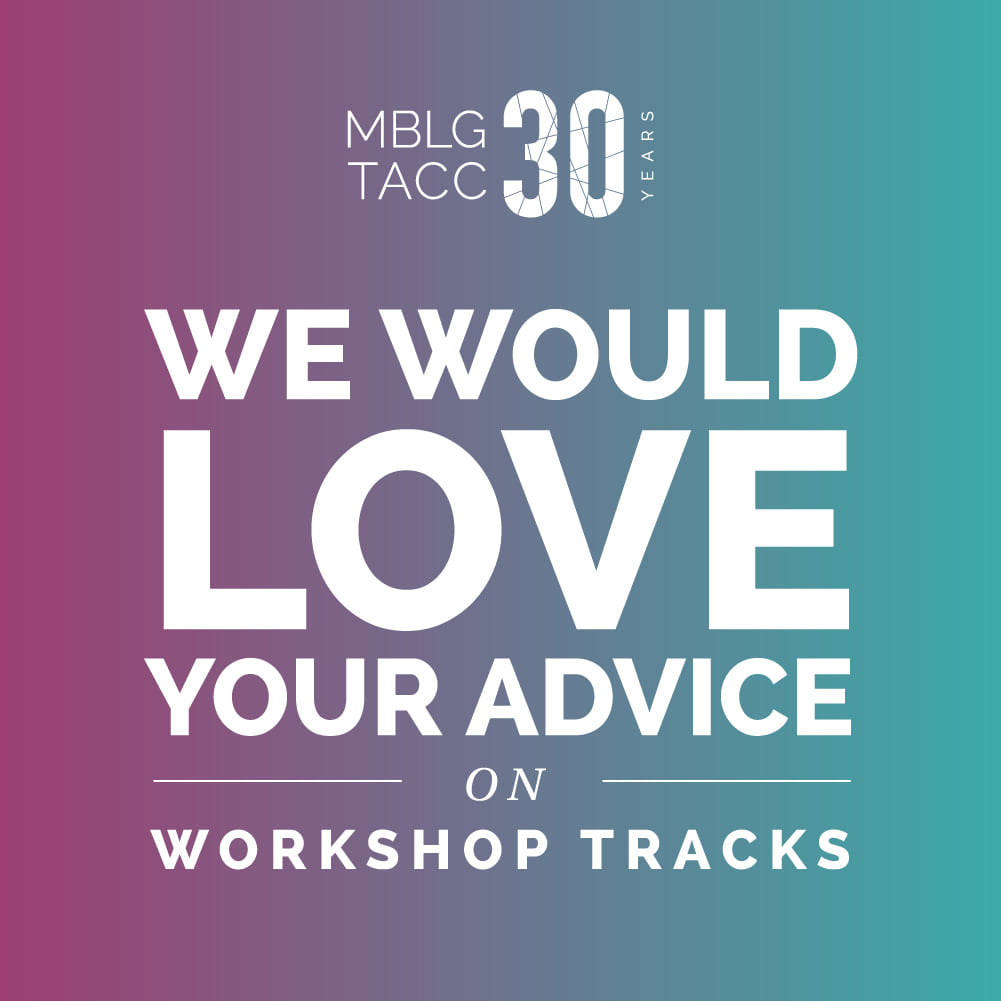 MBLG
TACC
30
YEARS
WE WOULD
LOVE
YOUR ADVICE
ON
WORKSHOP TRACKS